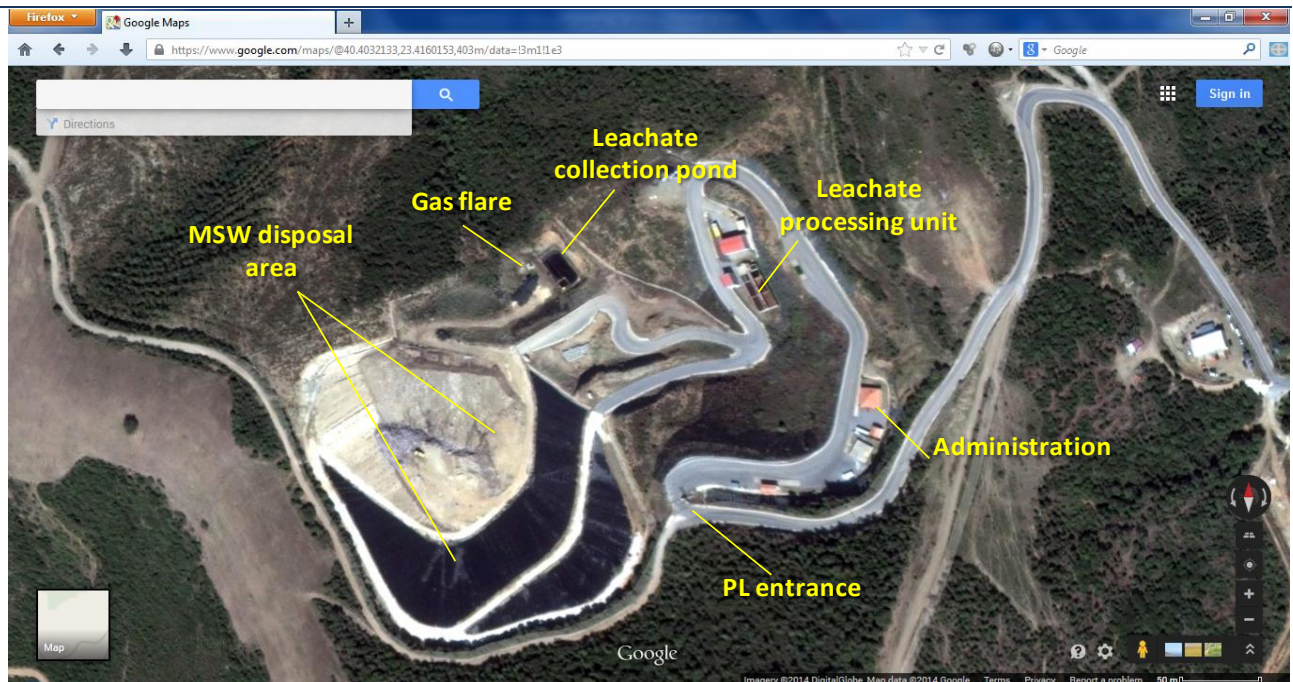 Firefox
Google Maps
https://www.google.com/maps/@40.4032133,23.4160153,403m/data=!3m1!1e3
Google
Sign in
Directions
Leachate
collection pond
Leachate
processing unit
Gas flare
MSW disposal
area
Administration
PL entrance
Map
Google
Imagery ©2014 DigitalGlobe, Map data ©2014 Google Terms Privacy Report a problem 50 m